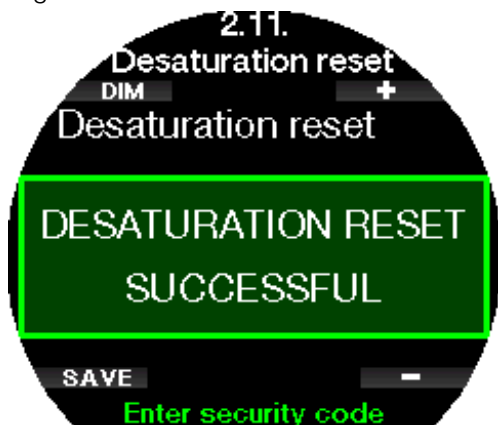 2.11.
Desaturation reset
DIM +
Desaturation reset
DESATURATION RESET
SUCCESSFUL
SAVE -
Enter security code